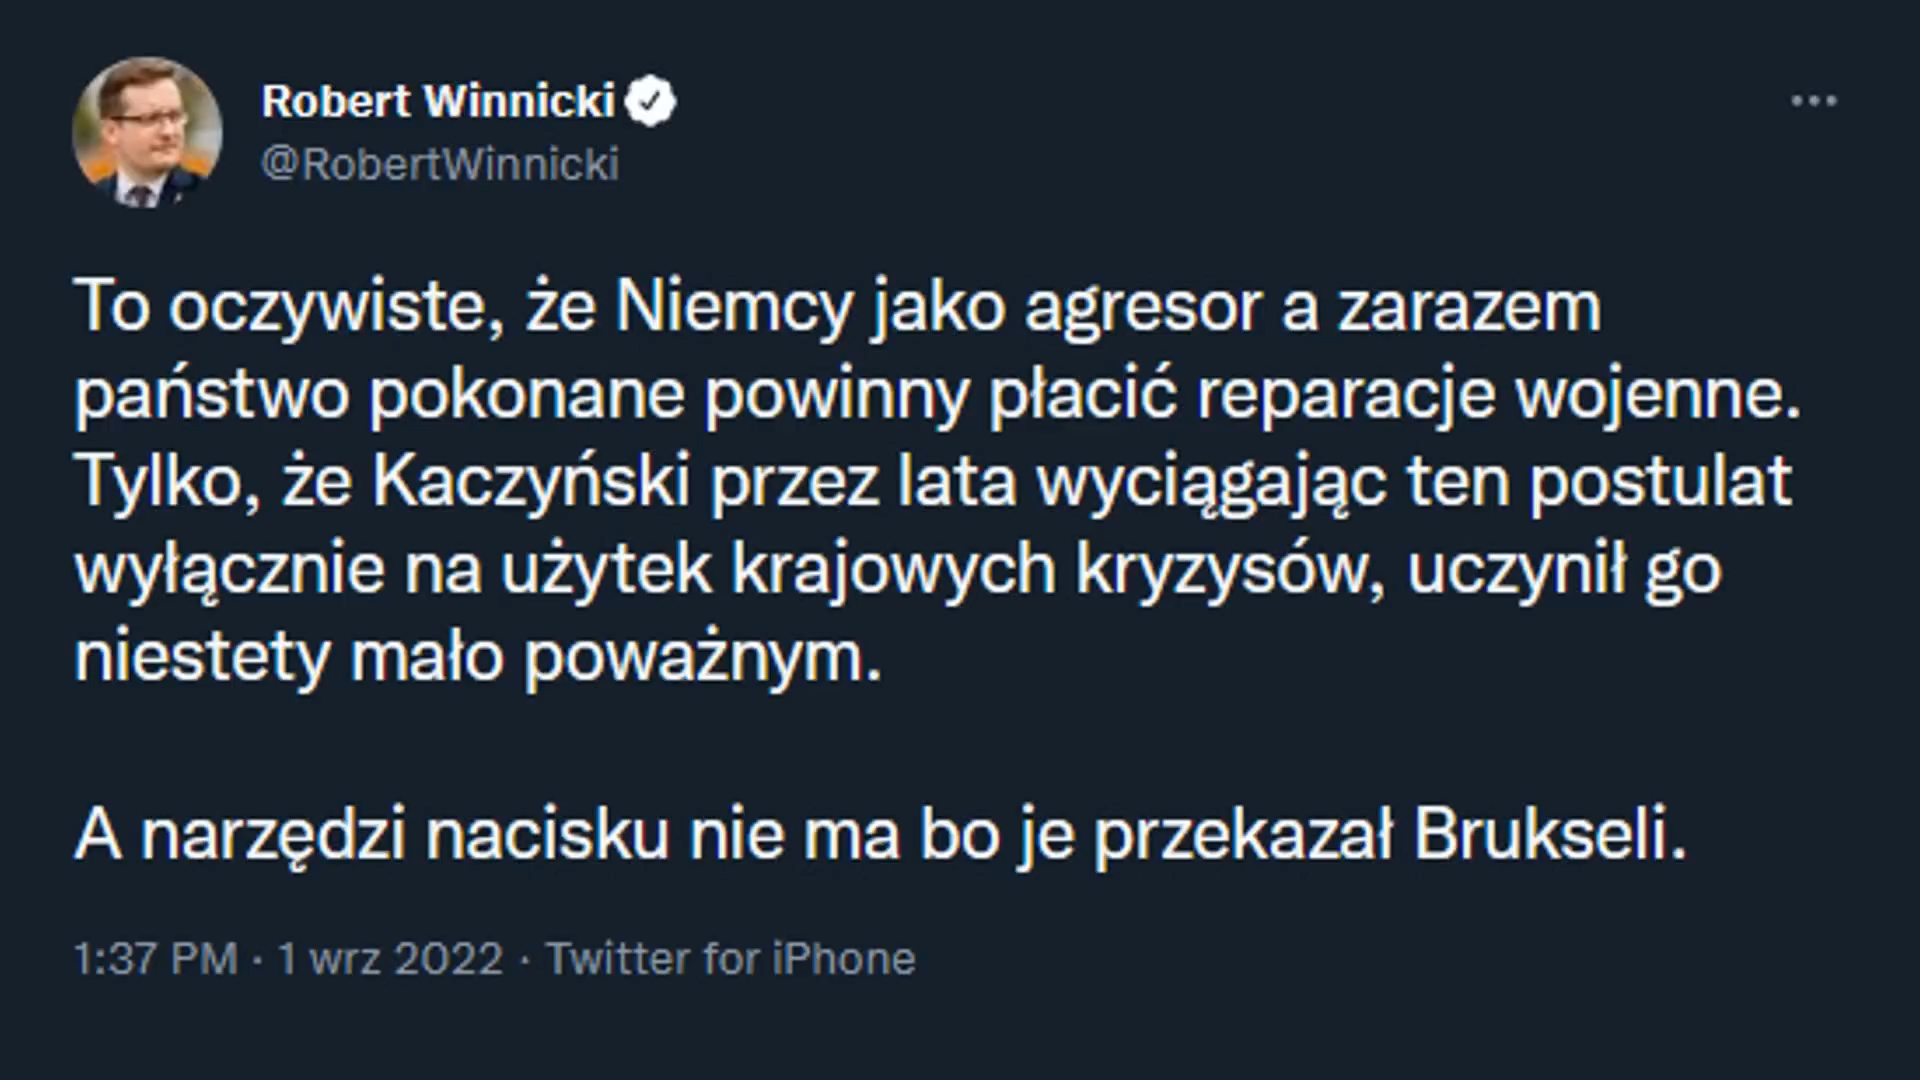 Robert Winnicki
@RobertWinnicki
To oczywiste, że Niemcy jako agresor a zarazem
państwo pokonane powinny płacić reparacje wojenne.
Tylko, że Kaczyński przez lata wyciągając ten postulat
wyłącznie na użytek krajowych kryzysów, uczynił go
niestety mało poważnym.
A narzędzi nacisku nie ma bo je przekazał Brukseli.
1:37 PM · 1 wrz 2022 · Twitter for iPhone